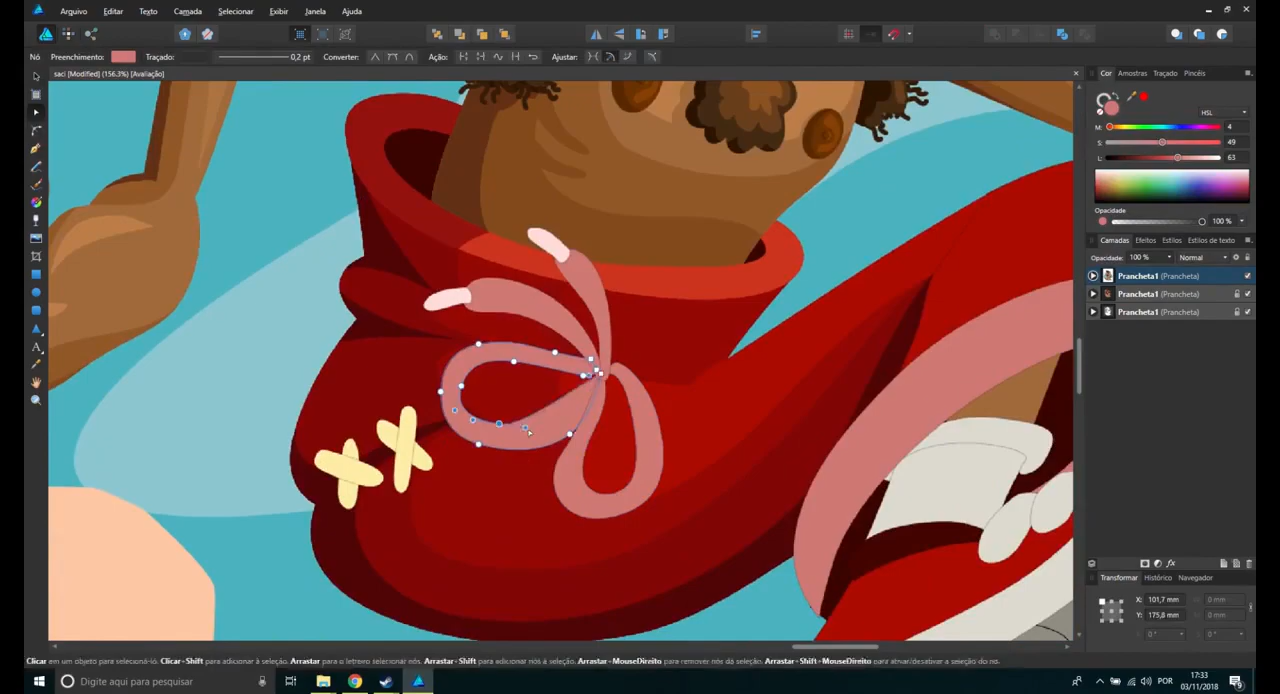 Arquivo Editar Texto Camada Selecionar Exibir Janela Ajuda
Nó Preenchimento: Traçado: 0,2 pt Converter: Ação: Ajustar:
saci [Modified] (156.3%) [Avaliação]
Cor Amostras Traçado Pincéis
HSL
M: 4
S: 49
L: 63
Opacidade
100 %
Camadas Efeitos Estilos Estilos de texto
Opacidade: 100 % Normal
Prancheta1 (Prancheta)
Prancheta1 (Prancheta)
Prancheta1 (Prancheta)
Transformar Histórico Navegador
X: 101,7 mm 0 mm
Y: 175,8 mm 0 mm
0 ° 0 °
Clicar em um objeto para selecioná-ló. Clicar-Shift para adicionar à seleção. Arrastar para o letreiro selecionar nós. Arrastar-Shift para adicionar nós à seleção. Arrastar-MouseDireito para remover nós da seleção. Arrastar-Shift-MouseDireito para ativar/desativar a seleção do nó.
Digite aqui para pesquisar
POR
17:33
03/11/2018